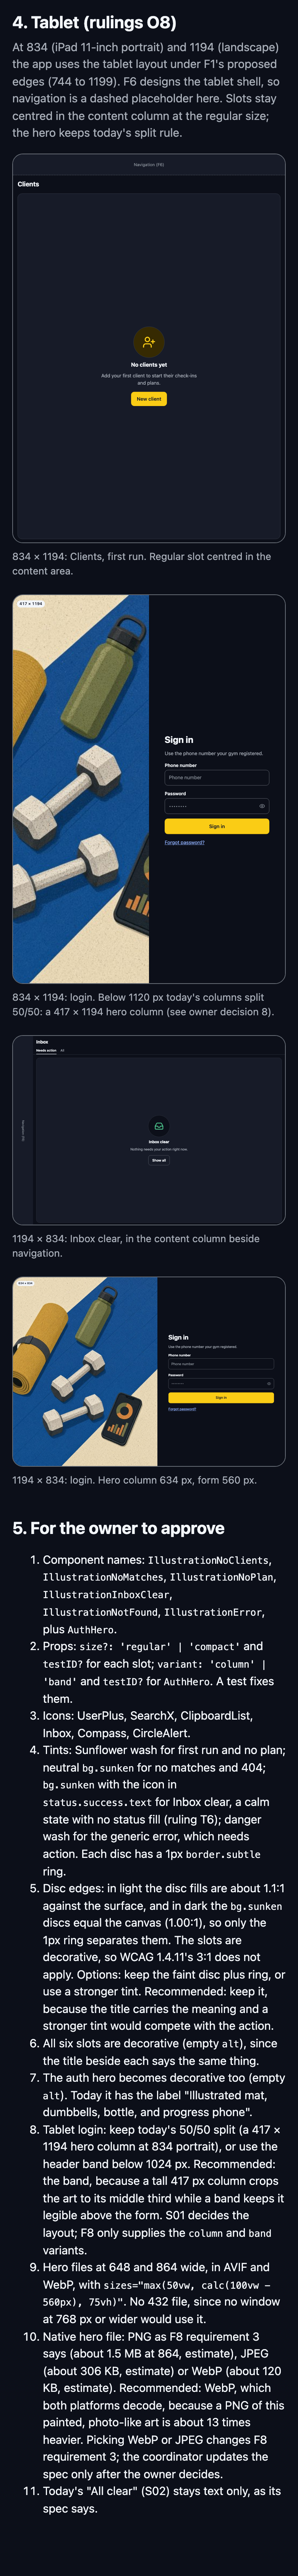 4. Tablet (rulings O8)
At 834 (iPad 11-inch portrait) and 1194 (landscape)
the app uses the tablet layout under F1's proposed
edges (744 to 1199). F6 designs the tablet shell, so
navigation is a dashed placeholder here. Slots stay
centred in the content column at the regular size;
the hero keeps today's split rule.
Navigation (F6)
Clients
No clients yet
Add your first client to start their check-ins
and plans.
New client
834 × 1194: Clients, first run. Regular slot centred in the
content area.
417 x 1194
Sign in
Use the phone number your gym registered.
Phone number
Phone number
Password
Sign in
Forgot password?
834 × 1194: login. Below 1120 px today's columns split
50/50: a 417 × 1194 hero column (see owner decision 8).
Inbox
Needs action All
Inbox clear
Nothing needs your action right now.
Show all
1194 × 834: Inbox clear, in the content column beside
navigation.
Sign in
Use the phone number your gym registered.
Phone number
Phone number
Password
Sign in
Forgot password?
1194 × 834: login. Hero column 634 px, form 560 px.
5. For the owner to approve
1. Component names: IllustrationNoClients,
IllustrationNoMatches, IllustrationNoPlan,
IllustrationInboxClear,
IllustrationNotFound, IllustrationError,
plus AuthHero.
2. Props: size?: 'regular' | 'compact' and
testID? for each slot; variant: 'column' |
'band' and testID? for AuthHero. A test fixes
them.
3. Icons: UserPlus, SearchX, ClipboardList,
Inbox, Compass, CircleAlert.
4. Tints: Sunflower wash for first run and no plan;
neutral bg.sunken for no matches and 404;
bg.sunken with the icon in
status.success.text for Inbox clear, a calm
state with no status fill (ruling T6); danger
wash for the generic error, which needs
action. Each disc has a 1px border.subtle
ring.
5. Disc edges: in light the disc fills are about 1.1:1
against the surface, and in dark the bg.sunken
discs equal the canvas (1.00:1), so only the
1px ring separates them. The slots are
decorative, so WCAG 1.4.11's 3:1 does not
apply. Options: keep the faint disc plus ring, or
use a stronger tint. Recommended: keep it,
because the title carries the meaning and a
stronger tint would compete with the action.
6. All six slots are decorative (empty alt), since
the title beside each says the same thing.
7. The auth hero becomes decorative too (empty
alt). Today it has the label "Illustrated mat,
dumbbells, bottle, and progress phone".
8. Tablet login: keep today's 50/50 split (a 417 ×
1194 hero column at 834 portrait), or use the
header band below 1024 px. Recommended:
the band, because a tall 417 px column crops
the art to its middle third while a band keeps it
legible above the form. S01 decides the
layout; F8 only supplies the column and band
variants.
9. Hero files at 648 and 864 wide, in AVIF and
WebP, with sizes="max(50vw, calc(100vw −
560px), 75vh)". No 432 file, since no window
at 768 px or wider would use it.
10. Native hero file: PNG as F8 requirement 3
says (about 1.5 MB at 864, estimate), JPEG
(about 306 KB, estimate) or WebP (about 120
KB, estimate). Recommended: WebP, which
both platforms decode, because a PNG of this
painted, photo-like art is about 13 times
heavier. Picking WebP or JPEG changes F8
requirement 3; the coordinator updates the
spec only after the owner decides.
11. Today's "All clear" (S02) stays text only, as its
spec says.